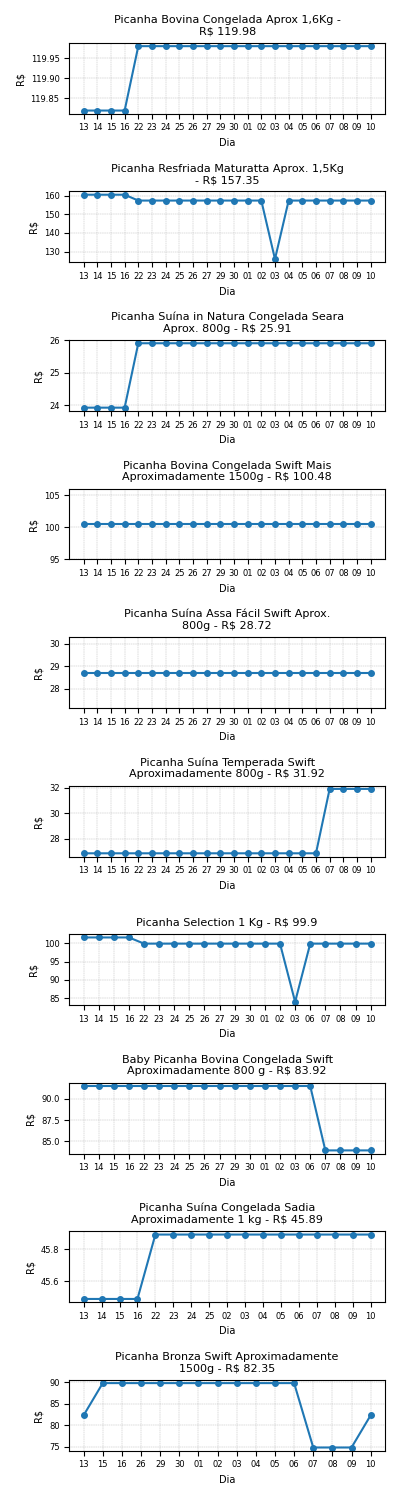 Picanha Bovina Congelada Aprox 1,6Kg -
R$ 119.98
119.95
119.90
119.85
R$
13 14 15 16 22 23 24 25 26 27 29 30 01 02 03 04 05 06 07 08 09 10
Dia
Picanha Resfriada Maturatta Aprox. 1,5Kg
- R$ 157.35
160
150
140
130
R$
13 14 15 16 22 23 24 25 26 27 29 30 01 02 03 04 05 06 07 08 09 10
Dia
Picanha Suína in Natura Congelada Seara
Aprox. 800g - R$ 25.91
26
25
24
R$
13 14 15 16 22 23 24 25 26 27 29 30 01 02 03 04 05 06 07 08 09 10
Dia
Picanha Bovina Congelada Swift Mais
Aproximadamente 1500g - R$ 100.48
105
100
95
R$
13 14 15 16 22 23 24 25 26 27 29 30 01 02 03 04 05 06 07 08 09 10
Dia
Picanha Suína Assa Fácil Swift Aprox.
800g - R$ 28.72
30
29
28
R$
13 14 15 16 22 23 24 25 26 27 29 30 01 02 03 04 05 06 07 08 09 10
Dia
Picanha Suína Temperada Swift
Aproximadamente 800g - R$ 31.92
32
30
28
R$
13 14 15 16 22 23 24 25 26 27 29 30 01 02 03 04 05 06 07 08 09 10
Dia
Picanha Selection 1 Kg - R$ 99.9
100
95
90
85
R$
13 14 15 16 22 23 24 25 26 27 29 30 01 02 03 06 07 08 09 10
Dia
Baby Picanha Bovina Congelada Swift
Aproximadamente 800 g - R$ 83.92
90.0
87.5
85.0
R$
13 14 15 16 22 23 24 25 26 27 29 30 01 04 05 06 07 08 09 10
Dia
Picanha Suína Congelada Sadia
Aproximadamente 1 kg - R$ 45.89
45.8
45.6
R$
13 14 15 16 22 23 24 25 02 03 04 05 06 07 08 09 10
Dia
Picanha Bronza Swift Aproximadamente
1500g - R$ 82.35
90
85
80
75
R$
13 15 16 26 29 30 01 02 03 04 05 06 07 08 09 10
Dia